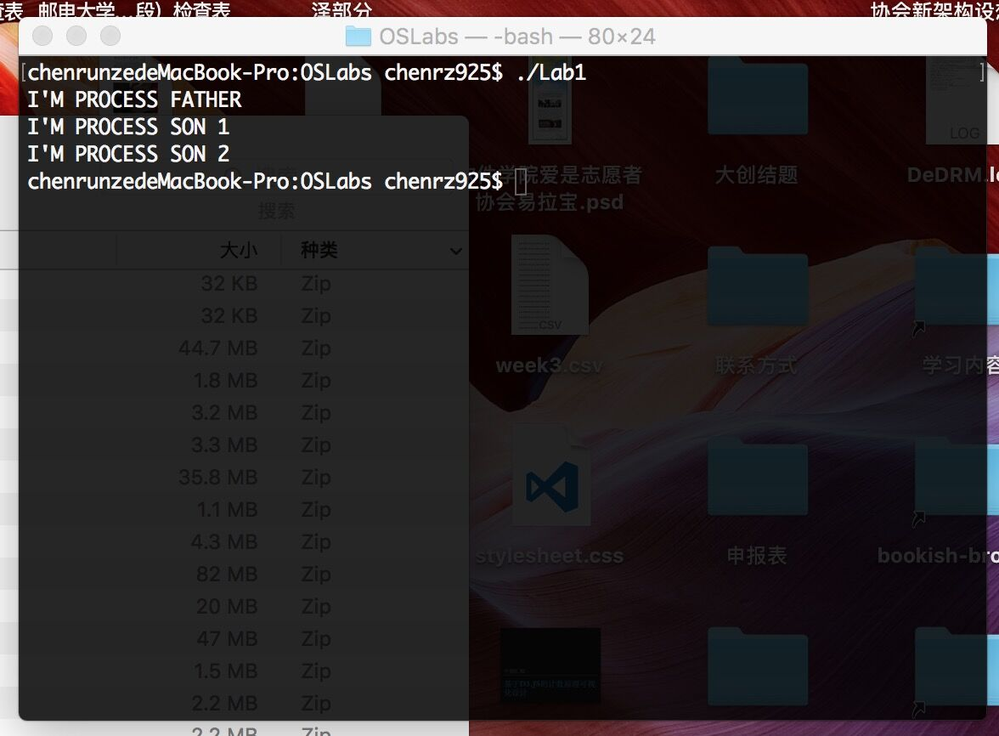 查表 邮电大学...段）检查表 泽部分
协会新架构设
OSLabs — -bash — 80×24
[chenrunzedeMacBook-Pro:OSLabs chenrz925$ ./Lab1 ]
I'M PROCESS FATHER
I'M PROCESS SON 1
I'M PROCESS SON 2
chenrunzedeMacBook-Pro:OSLabs chenrz925$
LOG
件学院爱是志愿者
协会易拉宝.psd
大创结题
DeDRM.lo
搜索
大小 种类
32 KB Zip
32 KB Zip
44.7 MB Zip
1.8 MB Zip
3.2 MB Zip
3.3 MB Zip
35.8 MB Zip
1.1 MB Zip
4.3 MB Zip
82 MB Zip
20 MB Zip
47 MB Zip
1.5 MB Zip
2.2 MB Zip
2.2 MB Zip
CSV
week3.csv
联系方式
学习内容
stylesheet.css
申报表
bookish-bro